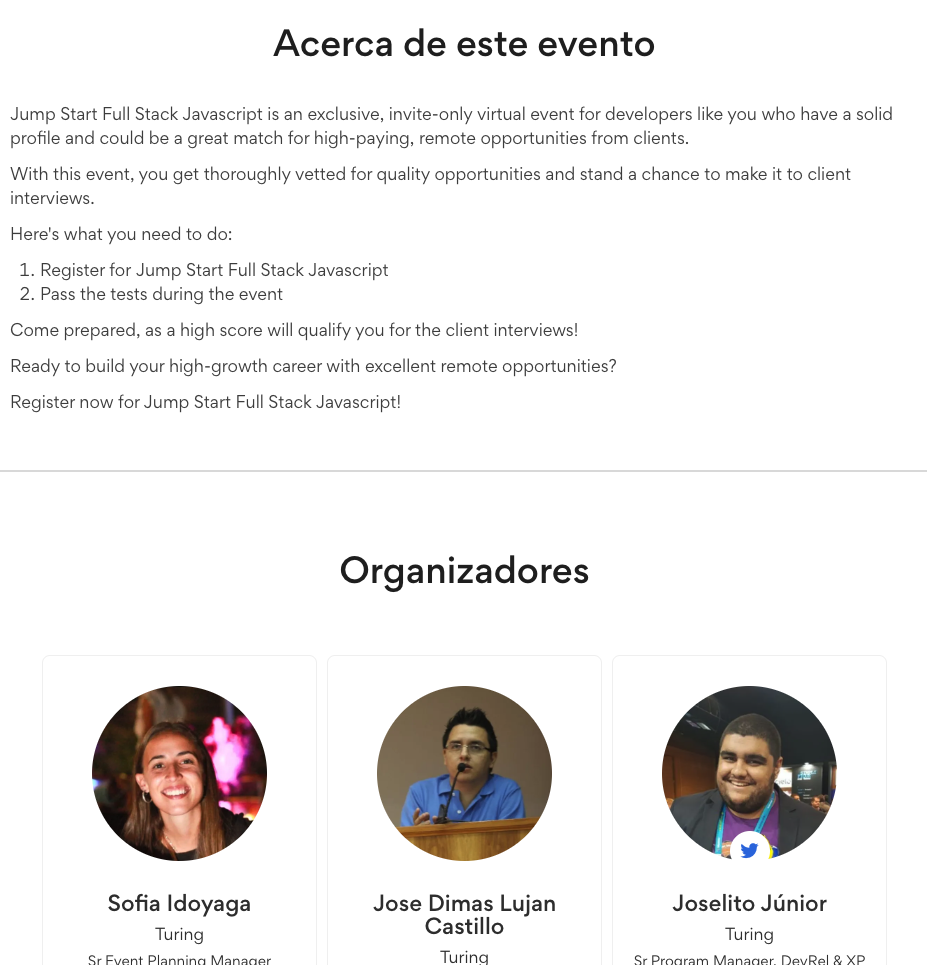 Acerca de este evento
Jump Start Full Stack Javascript is an exclusive, invite-only virtual event for developers like you who have a solid
profile and could be a great match for high-paying, remote opportunities from clients.
With this event, you get thoroughly vetted for quality opportunities and stand a chance to make it to client
interviews.
Here's what you need to do:
1. Register for Jump Start Full Stack Javascript
2. Pass the tests during the event
Come prepared, as a high score will qualify you for the client interviews!
Ready to build your high-growth career with excellent remote opportunities?
Register now for Jump Start Full Stack Javascript!
Organizadores
Sofia Idoyaga
Turing
Sr Event Planning Manager
Jose Dimas Lujan
Castillo
Turing
Joselito Júnior
Turing
Sr Program Manager, DevRel & XP